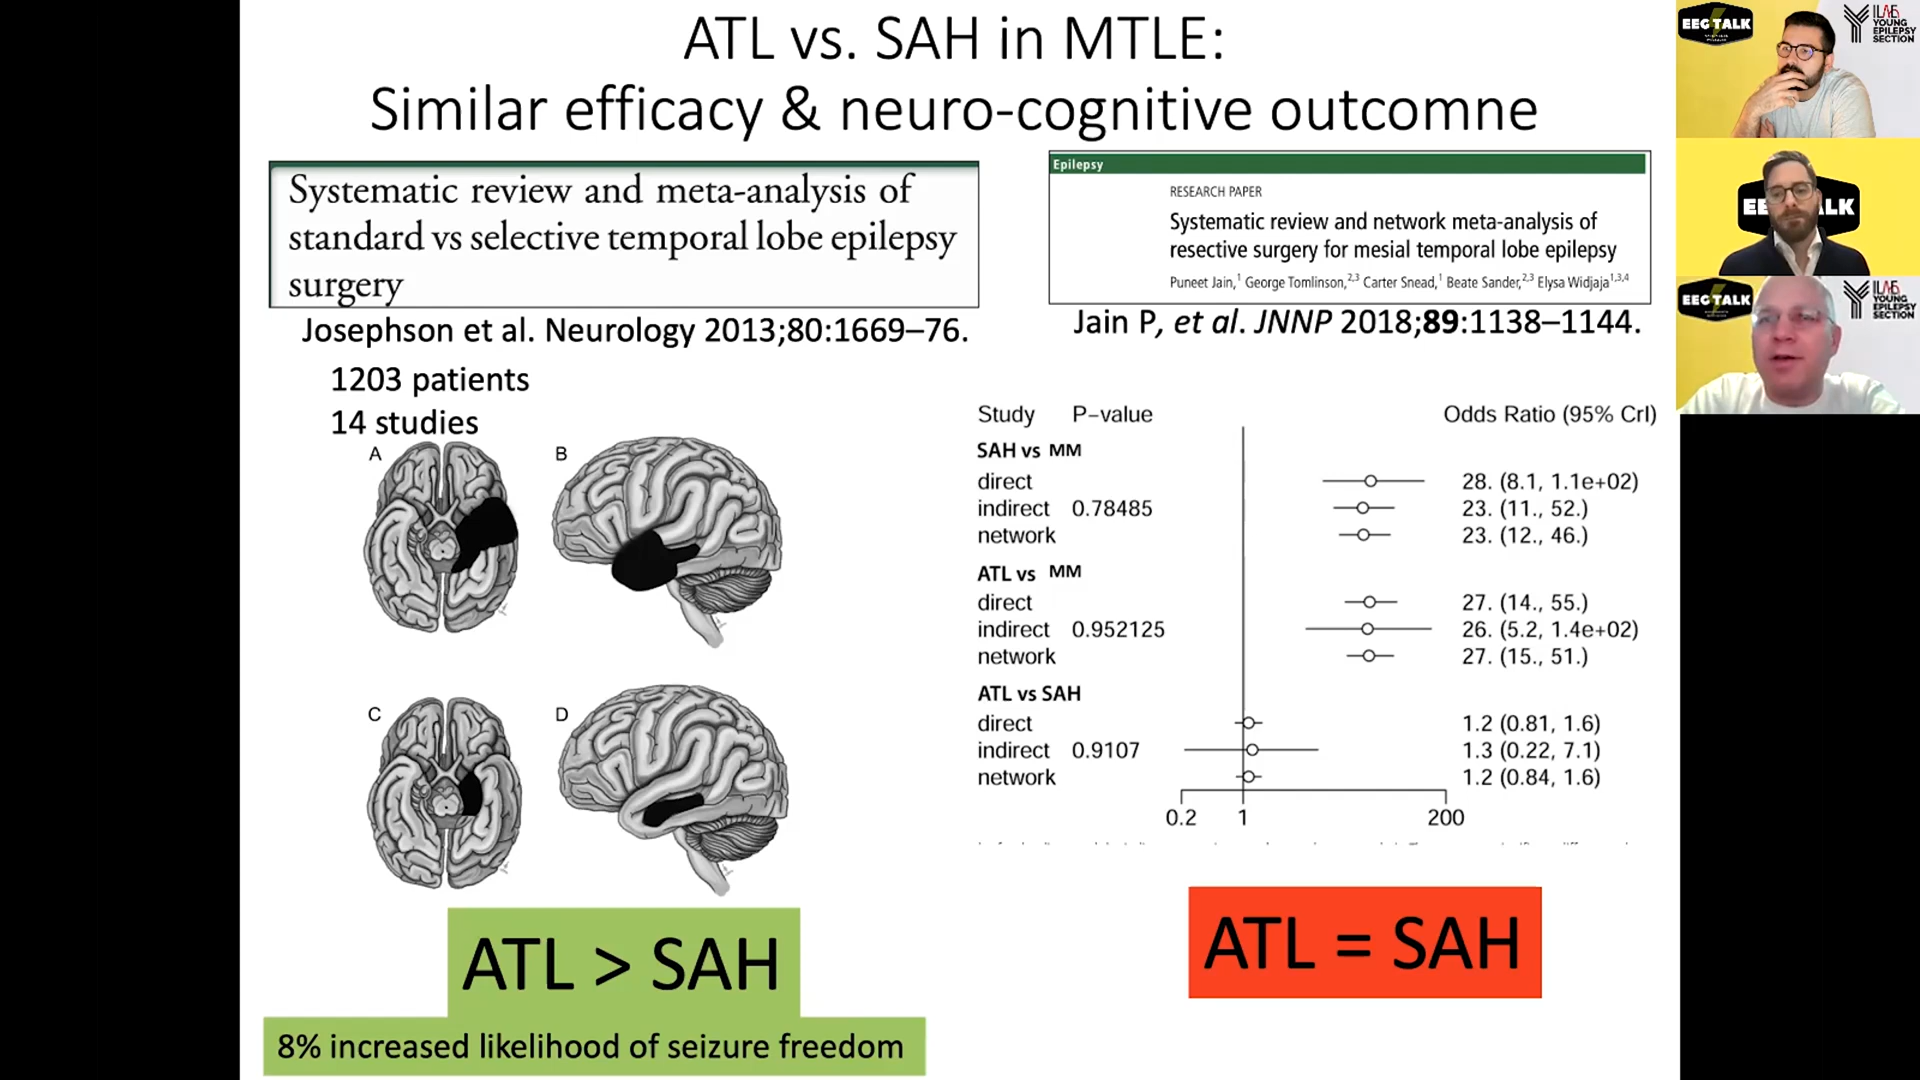 ATL vs. SAH in MTLE:
Similar efficacy & neuro-cognitive outcomne
Systematic review and meta-analysis of
standard vs selective temporal lobe epilepsy
surgery
Josephson et al. Neurology 2013;80:1669–76.
1203 patients
14 studies
A
B
C
D
ATL > SAH
8% increased likelihood of seizure freedom
Epilepsy
RESEARCH PAPER
Systematic review and network meta-analysis of
resective surgery for mesial temporal lobe epilepsy
Puneet Jain,1 George Tomlinson,2,3 Carter Snead,1 Beate Sander,2,3 Elysa Widjaja1,3,4
Jain P, et al. JNNP 2018;89:1138–1144.
Study P–value Odds Ratio (95% CrI)
SAH vs MM
direct 28. (8.1, 1.1e+02)
indirect 0.78485 23. (11., 52.)
network 23. (12., 46.)
ATL vs MM
direct 27. (14., 55.)
indirect 0.952125 26. (5.2, 1.4e+02)
network 27. (15., 51.)
ATL vs SAH
direct 1.2 (0.81, 1.6)
indirect 0.9107 1.3 (0.22, 7.1)
network 1.2 (0.84, 1.6)
0.2 1 200
ATL = SAH
EEG TALK
YOUNG
EPILEPSY
SECTION
EEG TALK
YOUNG
EPILEPSY
SECTION